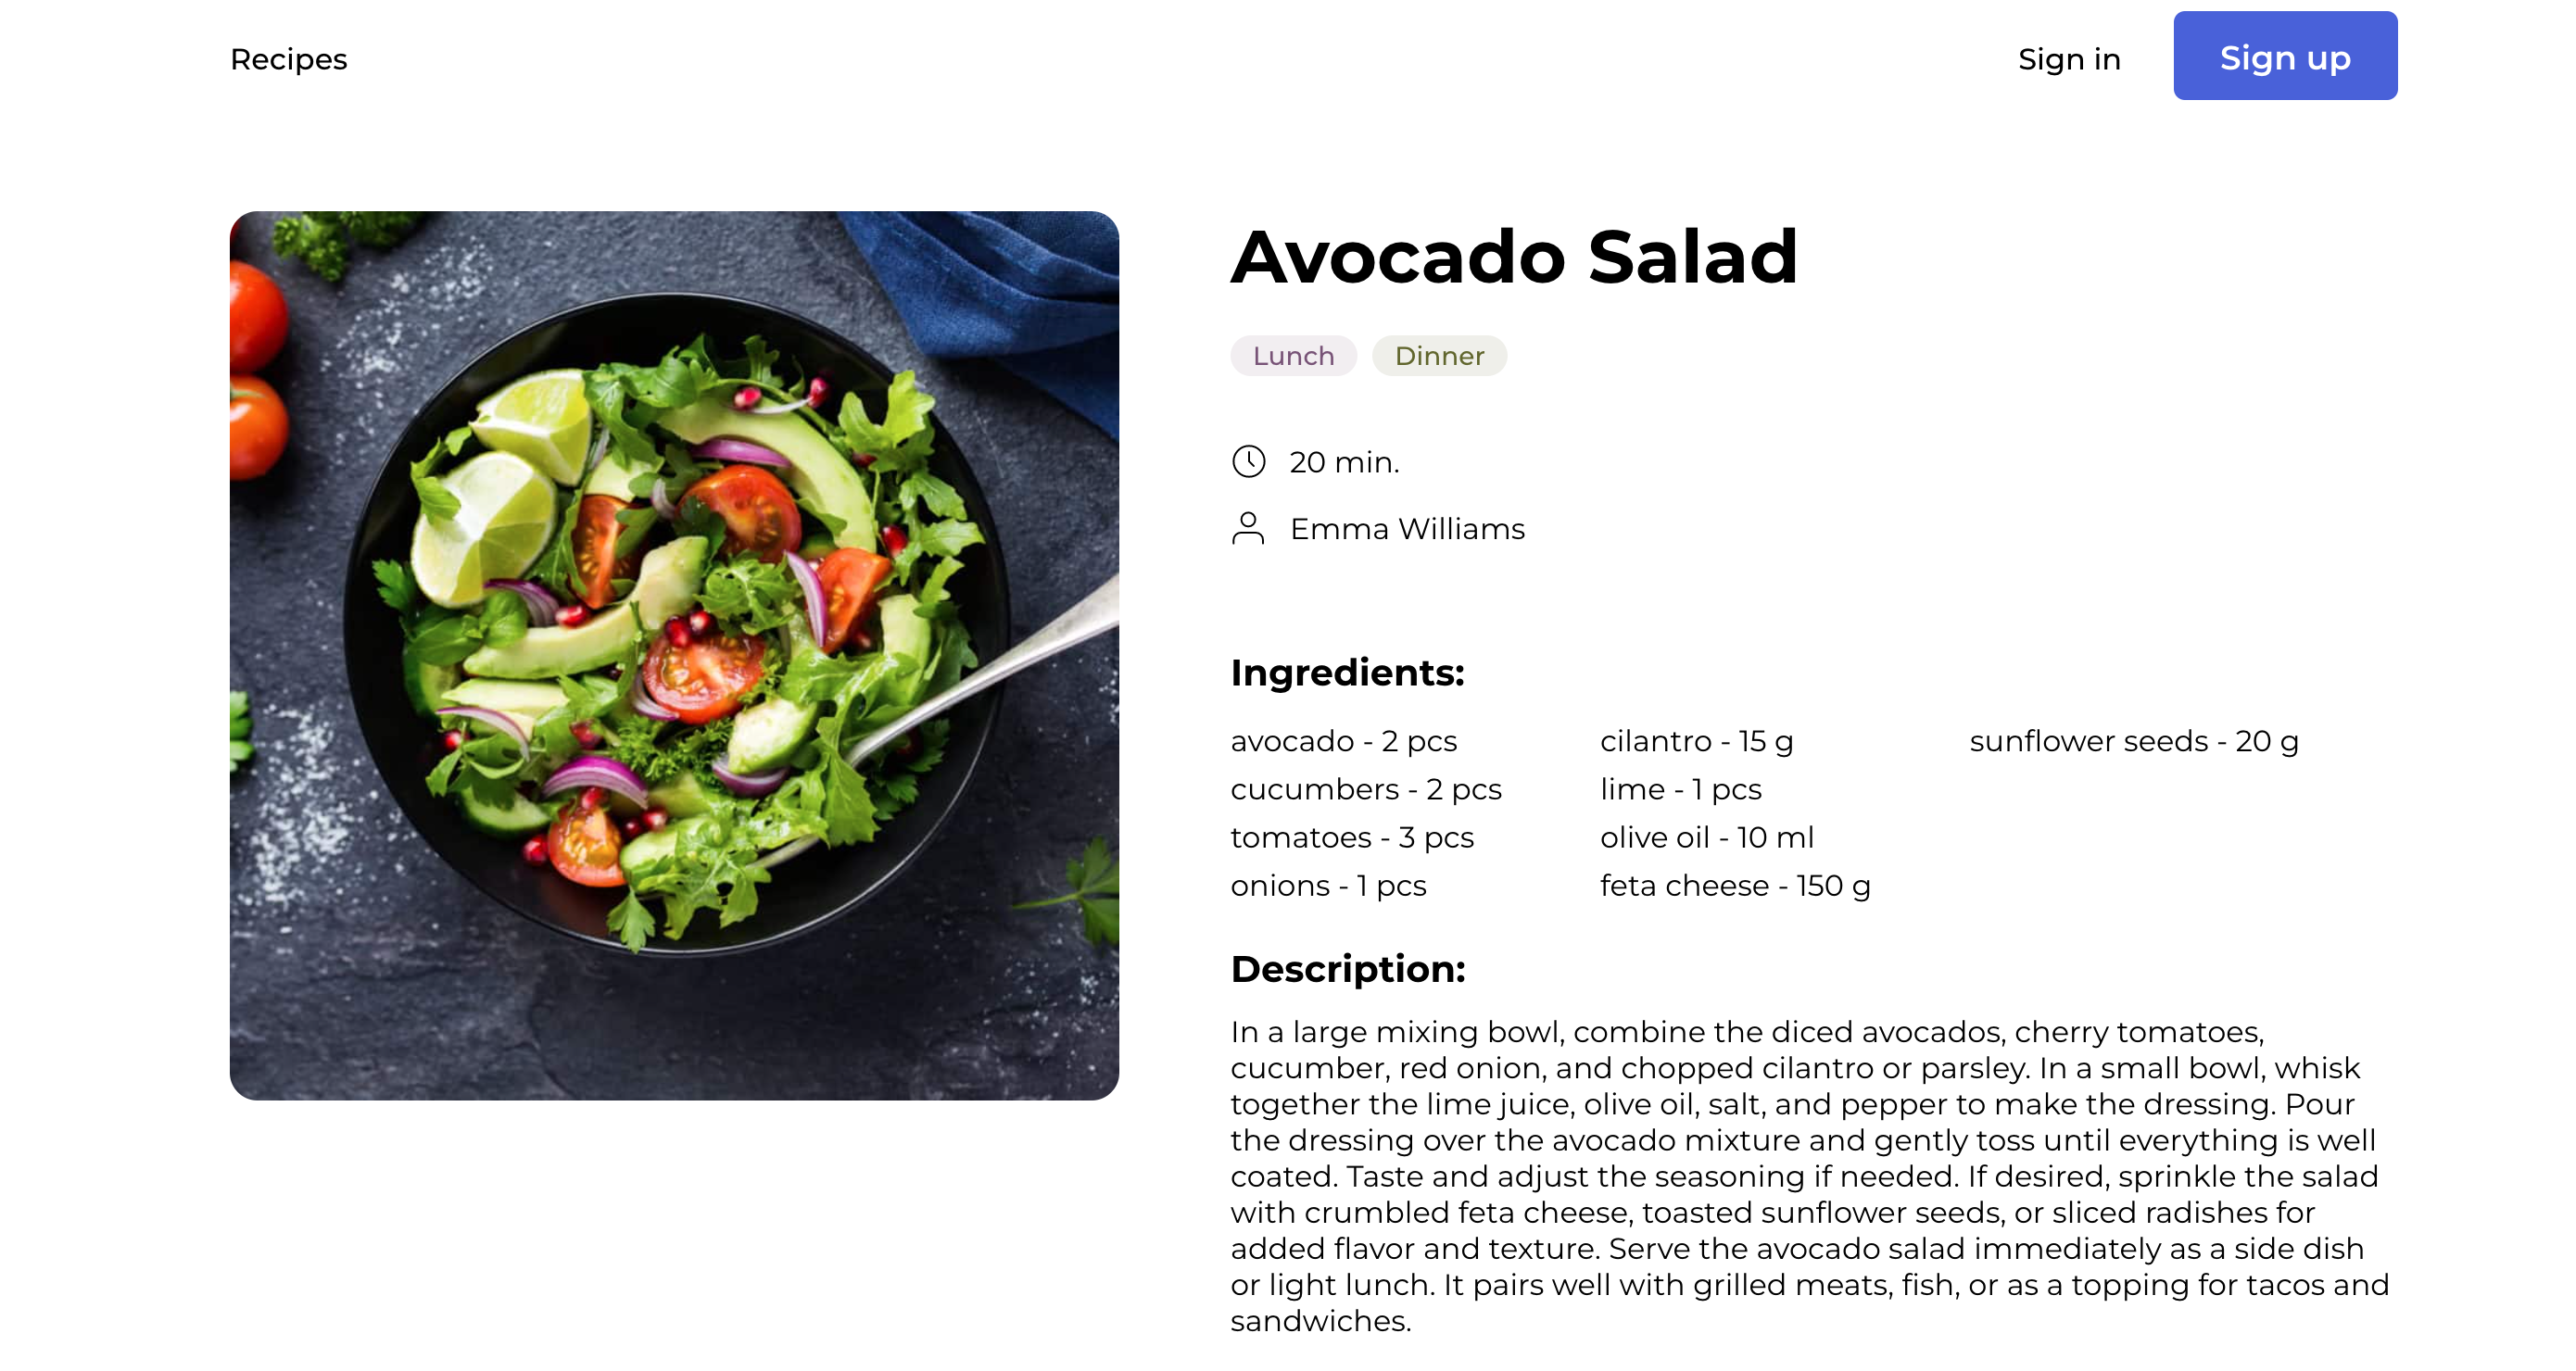 Recipes
Sign in
Sign up
Avocado Salad
Lunch
Dinner
20 min.
Emma Williams
Ingredients:
avocado - 2 pcs
cucumbers - 2 pcs
tomatoes - 3 pcs
onions - 1 pcs
cilantro - 15 g
lime - 1 pcs
olive oil - 10 ml
feta cheese - 150 g
sunflower seeds - 20 g
Description:
In a large mixing bowl, combine the diced avocados, cherry tomatoes,
cucumber, red onion, and chopped cilantro or parsley. In a small bowl, whisk
together the lime juice, olive oil, salt, and pepper to make the dressing. Pour
the dressing over the avocado mixture and gently toss until everything is well
coated. Taste and adjust the seasoning if needed. If desired, sprinkle the salad
with crumbled feta cheese, toasted sunflower seeds, or sliced radishes for
added flavor and texture. Serve the avocado salad immediately as a side dish
or light lunch. It pairs well with grilled meats, fish, or as a topping for tacos and
sandwiches.